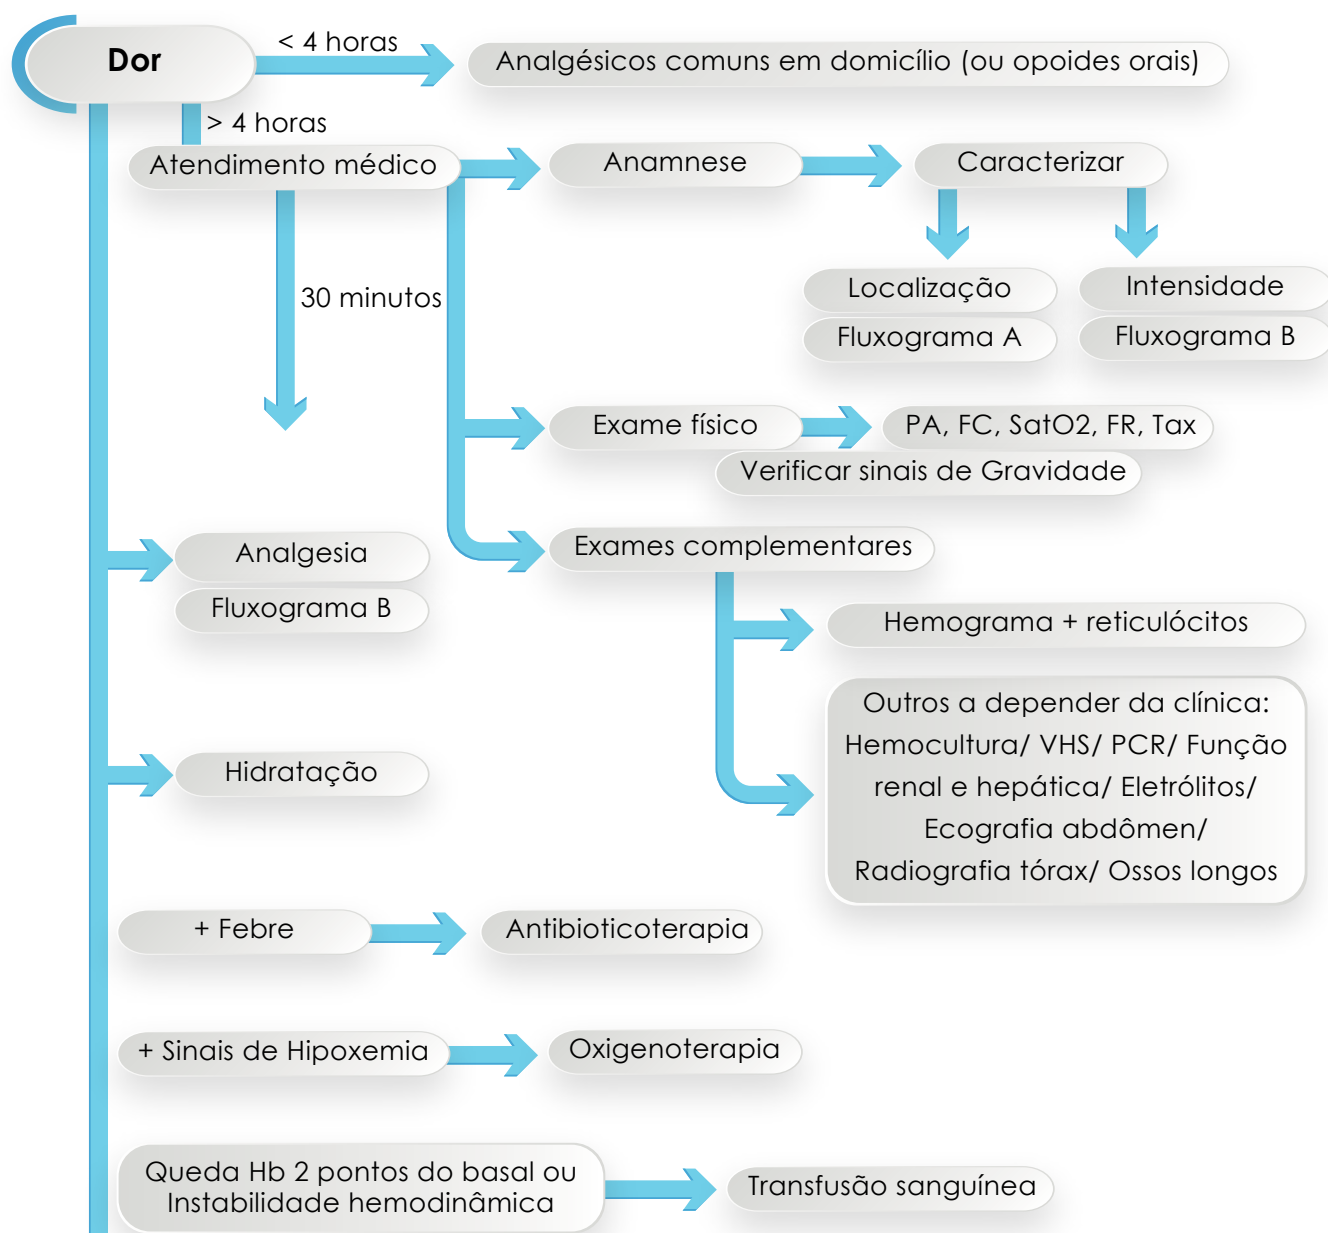 Dor
< 4 horas
Analgésicos comuns em domicílio (ou opoides orais)
> 4 horas
Atendimento médico
Anamnese
Caracterizar
30 minutos
Localização
Fluxograma A
Intensidade
Fluxograma B
Exame físico
PA, FC, SatO2, FR, Tax
Verificar sinais de Gravidade
Analgesia
Fluxograma B
Exames complementares
Hemograma + reticulócitos
Outros a depender da clínica:
Hemocultura/ VHS/ PCR/ Função
renal e hepática/ Eletrólitos/
Ecografia abdômen/
Radiografia tórax/ Ossos longos
Hidratação
+ Febre
Antibioticoterapia
+ Sinais de Hipoxemia
Oxigenoterapia
Queda Hb 2 pontos do basal ou
Instabilidade hemodinâmica
Transfusão sanguínea